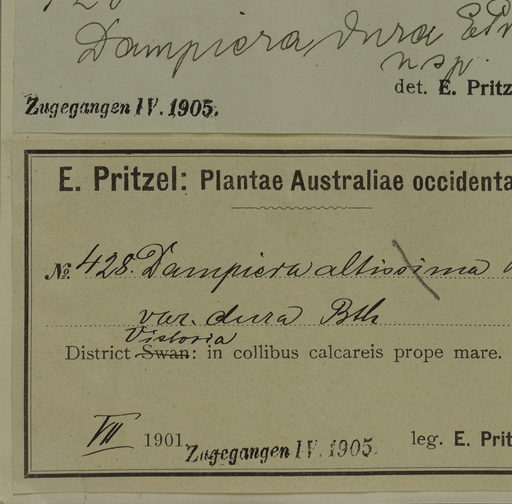 Dampiera dura E. Pr
n. sp.
det. E. Pritz
Zugegangen IV. 1905.
E. Pritzel: Plantae Australiae occidenta
No. 428. Dampiera altissima
var. dura Bth
Victoria
District Swan: in collibus calcareis prope mare.
VII 1901.
Zugegangen IV. 1905.
leg. E. Prit